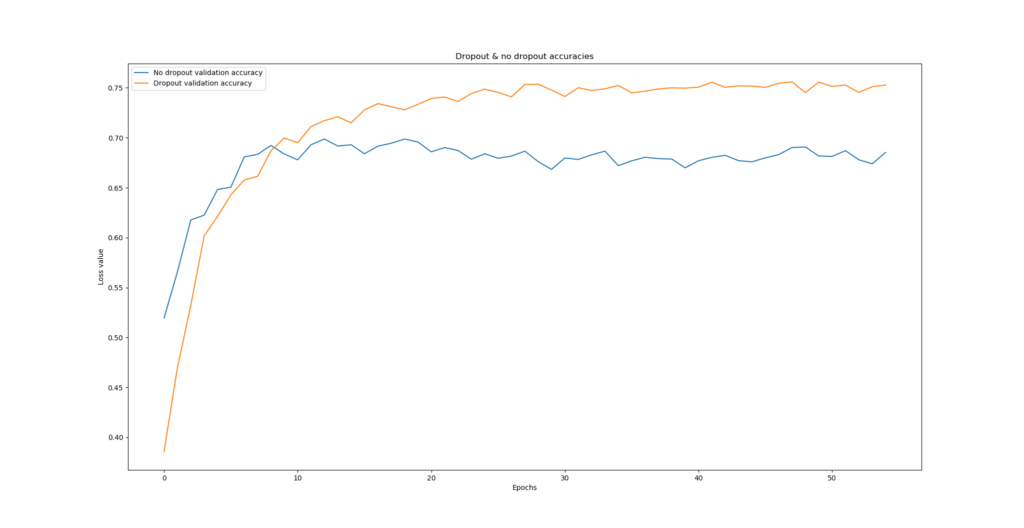 Dropout & no dropout accuracies
No dropout validation accuracy
Dropout validation accuracy
0.75
0.70
0.65
0.60
0.55
0.50
0.45
0.40
Loss value
0 10 20 30 40 50
Epochs